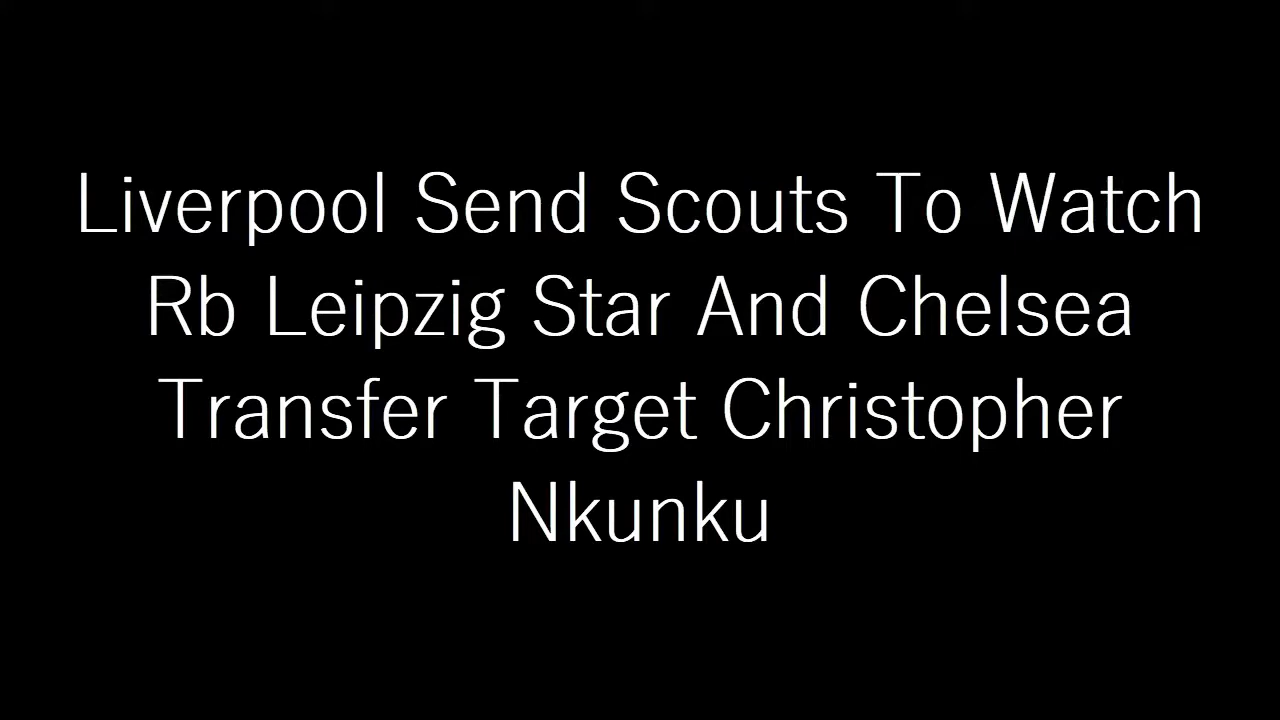 Liverpool Send Scouts To Watch
Rb Leipzig Star And Chelsea
Transfer Target Christopher
Nkunku